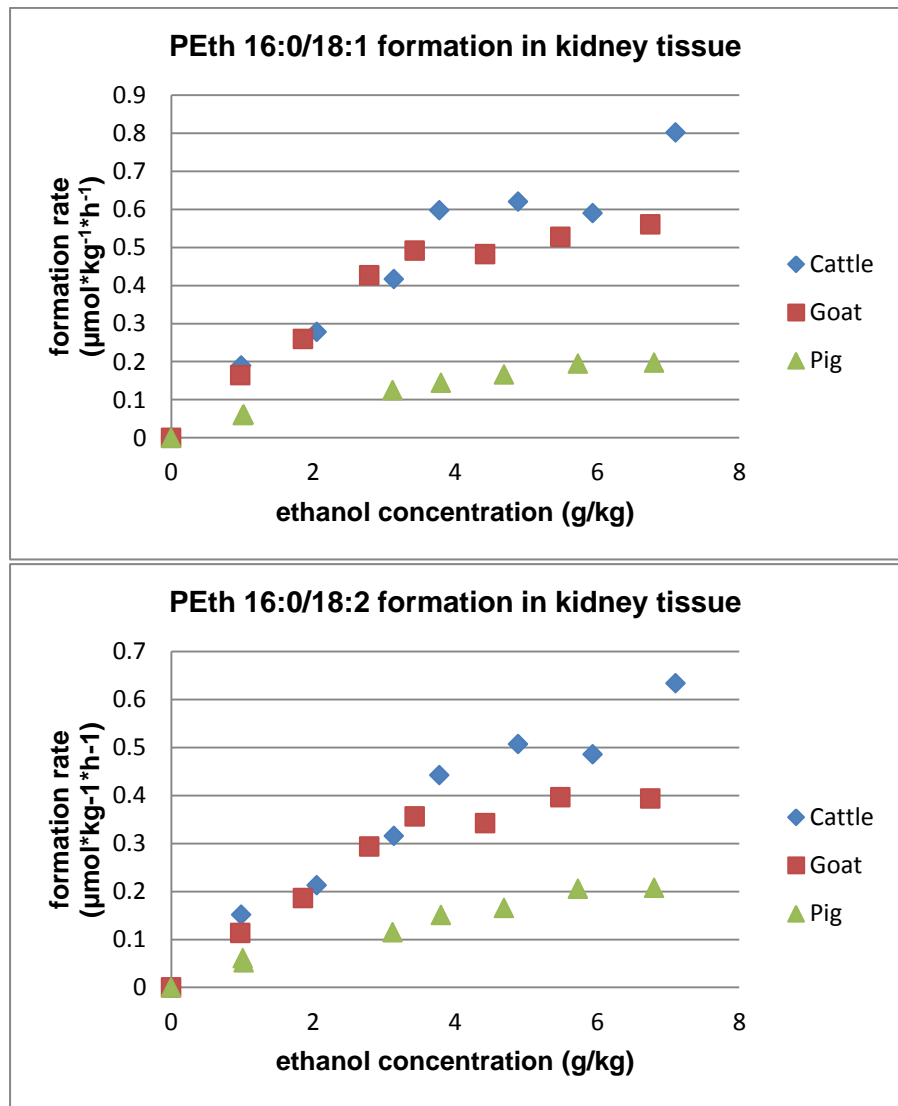 PEth 16:0/18:1 formation in kidney tissue
formation rate
(µmol*kg⁻¹*h⁻¹)
0.9
0.8
0.7
0.6
0.5
0.4
0.3
0.2
0.1
0
0 2 4 6 8
ethanol concentration (g/kg)
Cattle
Goat
Pig
PEth 16:0/18:2 formation in kidney tissue
formation rate
(µmol*kg-1*h-1)
0.7
0.6
0.5
0.4
0.3
0.2
0.1
0
0 2 4 6 8
ethanol concentration (g/kg)
Cattle
Goat
Pig